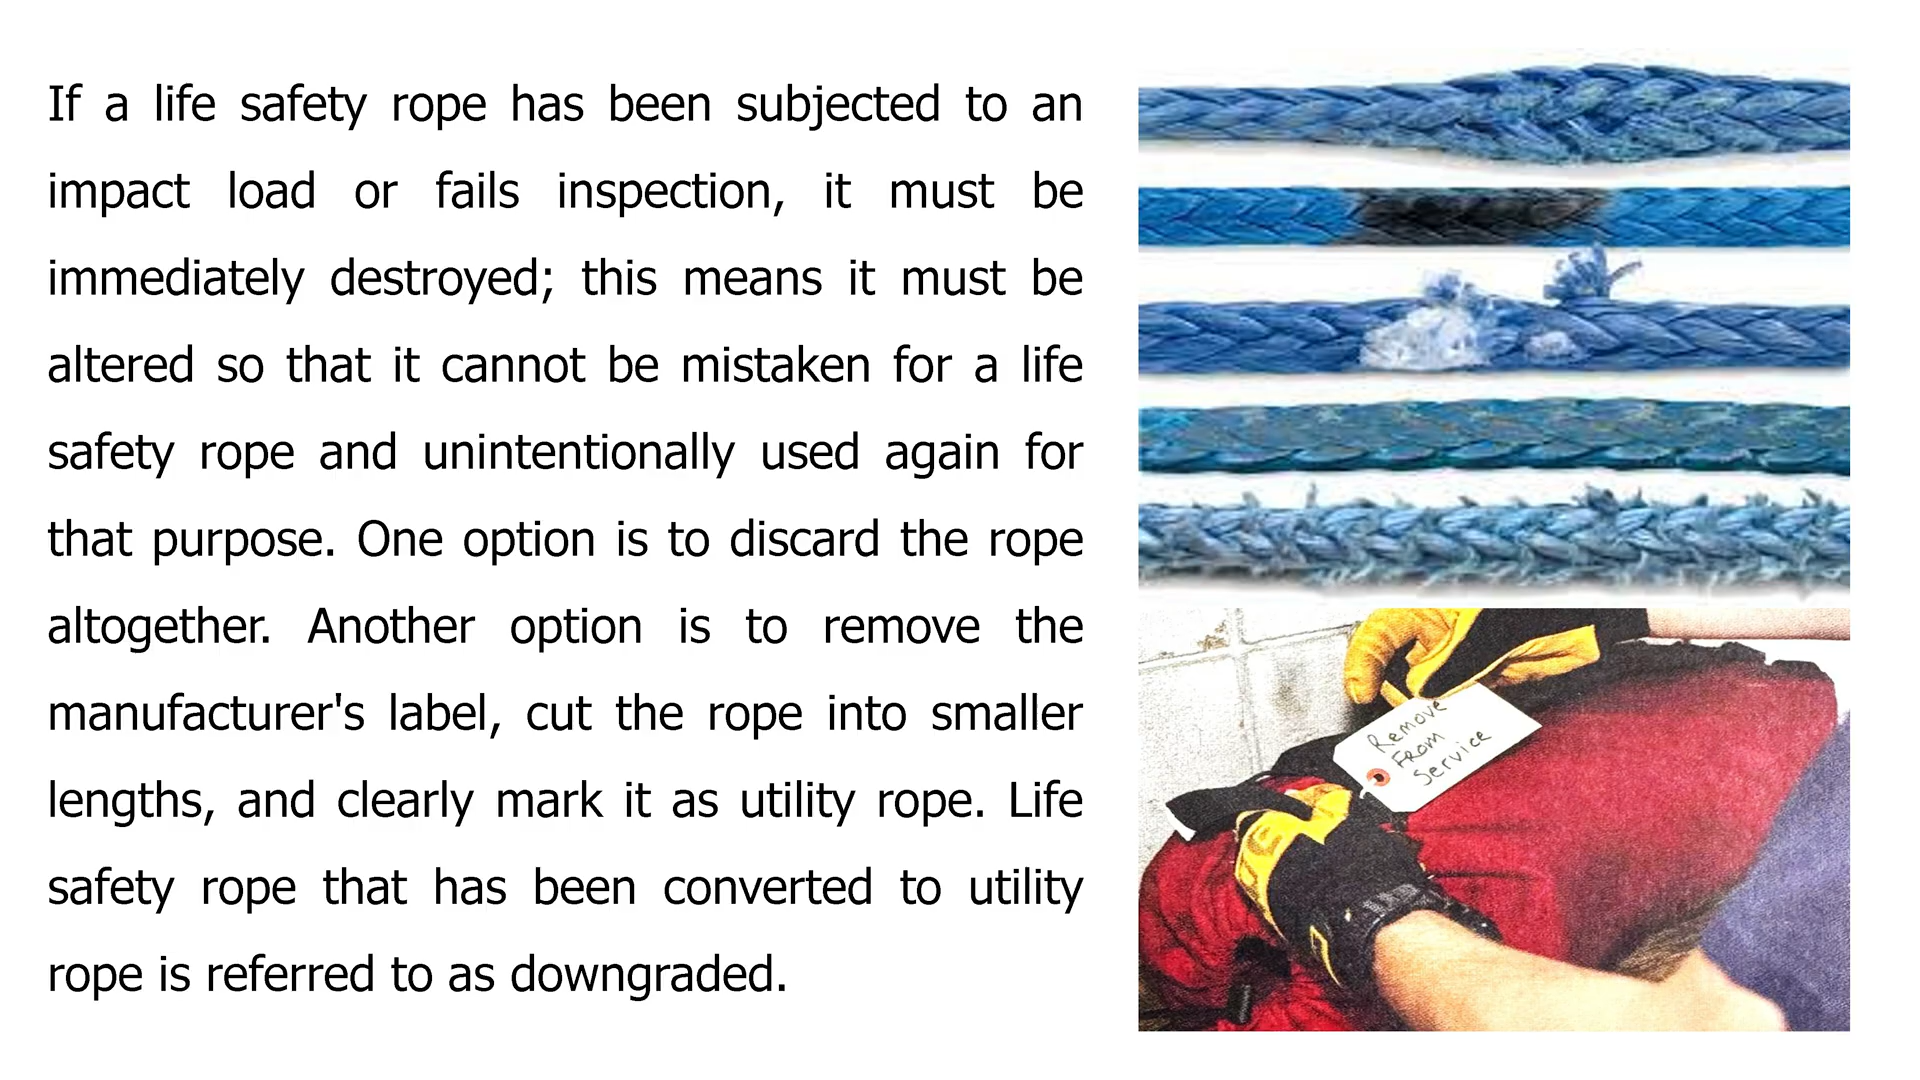 If a life safety rope has been subjected to an
impact load or fails inspection, it must be
immediately destroyed; this means it must be
altered so that it cannot be mistaken for a life
safety rope and unintentionally used again for
that purpose. One option is to discard the rope
altogether. Another option is to remove the
manufacturer's label, cut the rope into smaller
lengths, and clearly mark it as utility rope. Life
safety rope that has been converted to utility
rope is referred to as downgraded.
Remove
From
Service